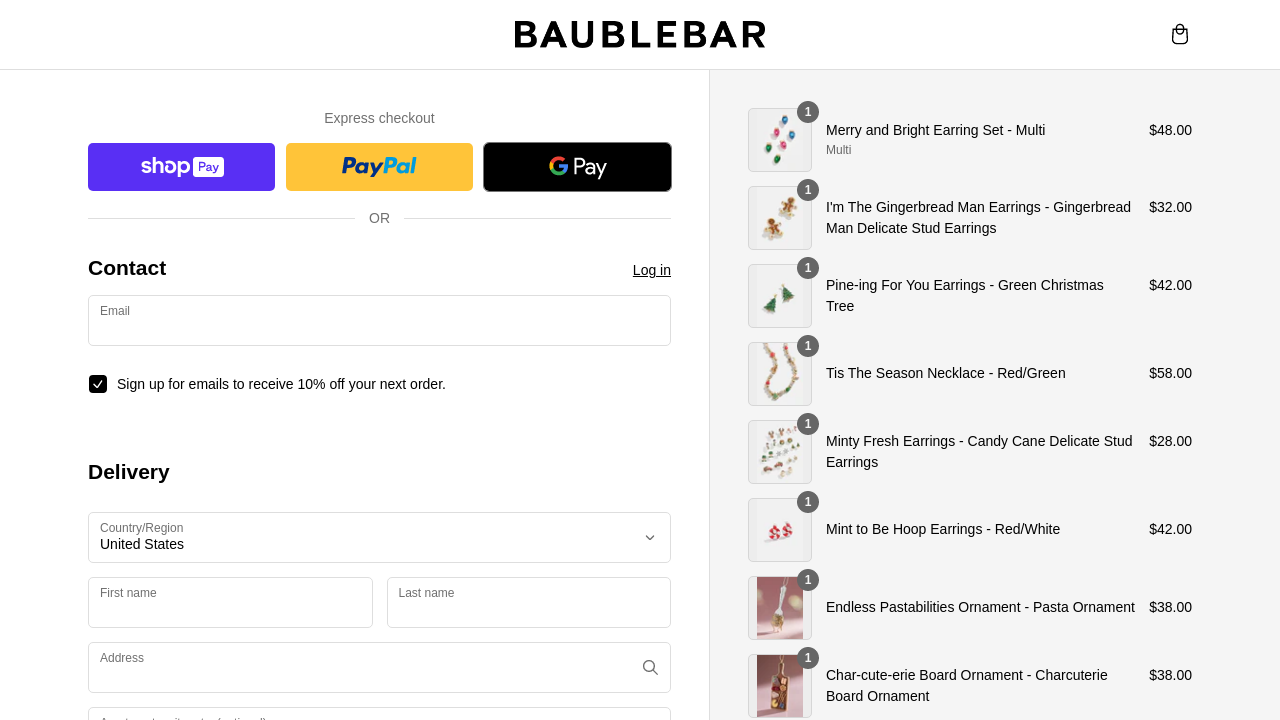 BAUBLEBAR
Express checkout
shop Pay
PayPal
G Pay
OR
Contact
Log in
Email
Sign up for emails to receive 10% off your next order.
Delivery
Country/Region
United States
First name
Last name
Address
1
Merry and Bright Earring Set - Multi
$48.00
Multi
1
I'm The Gingerbread Man Earrings - Gingerbread
Man Delicate Stud Earrings
$32.00
1
Pine-ing For You Earrings - Green Christmas
Tree
$42.00
1
Tis The Season Necklace - Red/Green
$58.00
1
Minty Fresh Earrings - Candy Cane Delicate Stud
Earrings
$28.00
1
Mint to Be Hoop Earrings - Red/White
$42.00
1
Endless Pastabilities Ornament - Pasta Ornament
$38.00
1
Char-cute-erie Board Ornament - Charcuterie
Board Ornament
$38.00